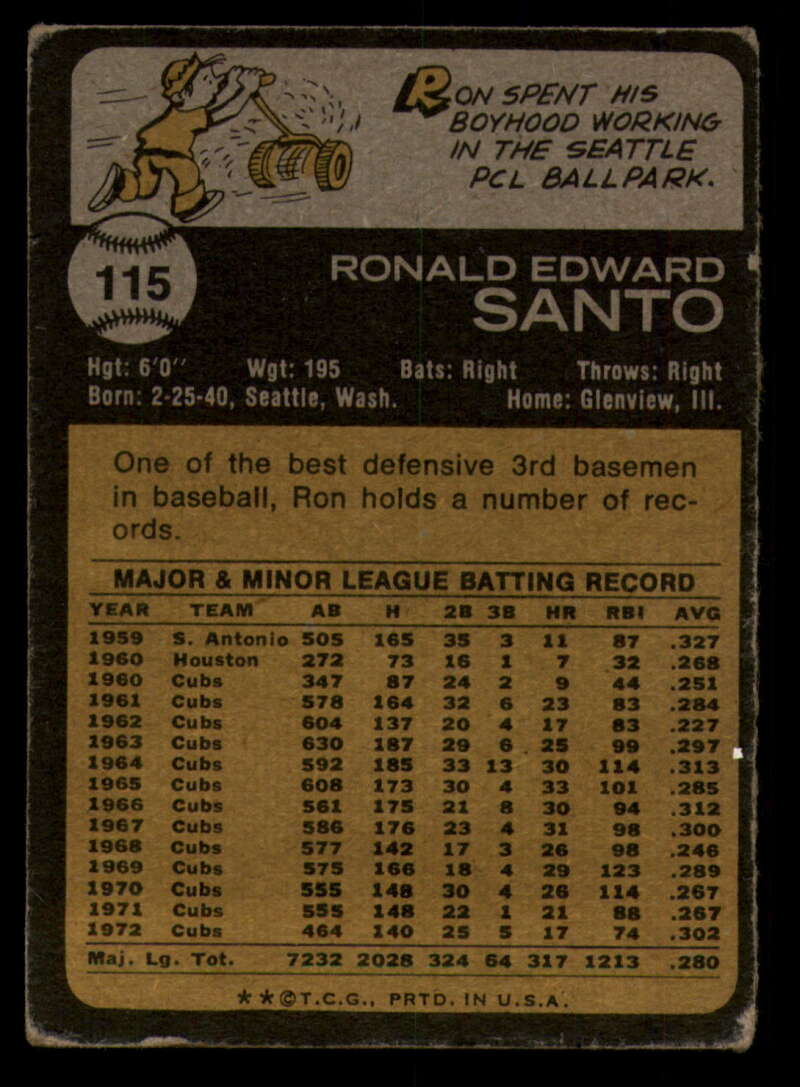 RON SPENT HIS
BOYHOOD WORKING
IN THE SEATTLE
PCL BALLPARK.
115
RONALD EDWARD
SANTO
Hgt: 6'0" Wgt: 195 Bats: Right Throws: Right
Born: 2-25-40, Seattle, Wash. Home: Glenview, Ill.
One of the best defensive 3rd basemen
in baseball, Ron holds a number of rec-
ords.
MAJOR & MINOR LEAGUE BATTING RECORD
YEAR TEAM AB H 2B 3B HR RBI AVG
1959 S. Antonio 505 165 35 3 11 87 .327
1960 Houston 272 73 16 1 7 32 .268
1960 Cubs 347 87 24 2 9 44 .251
1961 Cubs 578 164 32 6 23 83 .284
1962 Cubs 604 137 20 4 17 83 .227
1963 Cubs 630 187 29 6 25 99 .297
1964 Cubs 592 185 33 13 30 114 .313
1965 Cubs 608 173 30 4 33 101 .285
1966 Cubs 561 175 21 8 30 94 .312
1967 Cubs 586 176 23 4 31 98 .300
1968 Cubs 577 142 17 3 26 98 .246
1969 Cubs 575 166 18 4 29 123 .289
1970 Cubs 555 148 30 4 26 114 .267
1971 Cubs 555 148 22 1 21 88 .267
1972 Cubs 464 140 25 5 17 74 .302
Maj. Lg. Tot. 7232 2028 324 64 317 1213 .280
★★©T.C.G., PRTD. IN U.S.A.